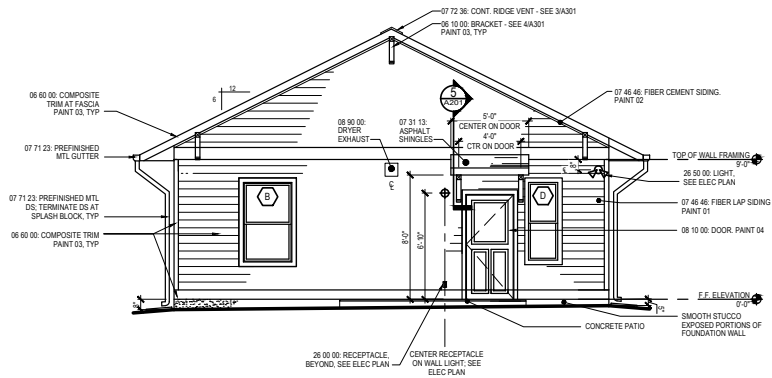 07 72 36: CONT. RIDGE VENT - SEE 3/A301
06 10 00: BRACKET - SEE 4/A301
PAINT 03, TYP
06 60 00: COMPOSITE
TRIM AT FASCIA
PAINT 03, TYP
12
6
08 90 00:
DRYER
EXHAUST
07 31 13:
ASPHALT
SHINGLES
5
A201
5'-0"
CENTER ON DOOR
4'-0"
CTR ON DOOR
07 46 46: FIBER CEMENT SIDING.
PAINT 02
07 71 23: PREFINISHED
MTL GUTTER
TOP OF WALL FRAMING
9'-0"
8"
26 50 00: LIGHT,
SEE ELEC PLAN
07 71 23: PREFINISHED MTL
DS; TERMINATE DS AT
SPLASH BLOCK, TYP
B
D
07 46 46: FIBER LAP SIDING
PAINT 01
06 60 00: COMPOSITE TRIM
PAINT 03, TYP
08 10 00: DOOR. PAINT 04
8'-0"
6'-10"
F.F. ELEVATION
0'-0"
8"
CONCRETE PATIO
SMOOTH STUCCO
EXPOSED PORTIONS OF
FOUNDATION WALL
26 00 00: RECEPTACLE,
BEYOND, SEE ELEC PLAN
CENTER RECEPTACLE
ON WALL LIGHT; SEE
ELEC PLAN